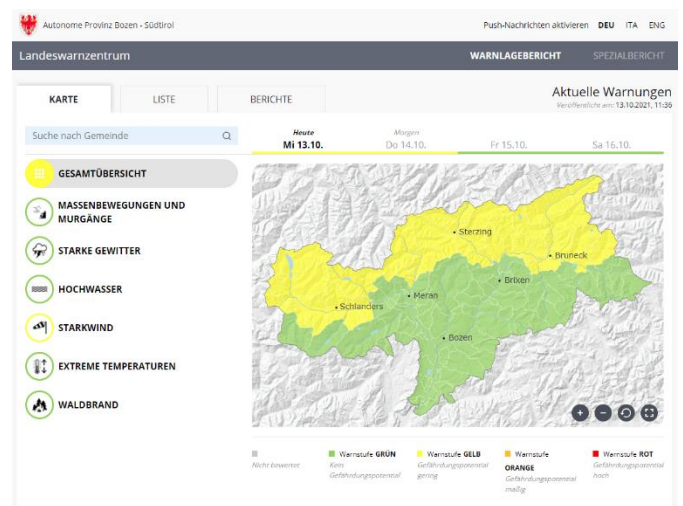 Autonome Provinz Bozen - Südtirol
Push-Nachrichten aktivieren DEU ITA ENG
Landeswarnzentrum
WARNLAGEBERICHT SPEZIALBERICHT
KARTE LISTE BERICHTE
Aktuelle Warnungen
Veröffentlicht am: 13.10.2021, 11:36
Suche nach Gemeinde
Heute Morgen
Mi 13.10. Do 14.10. Fr 15.10. Sa 16.10.
GESAMTÜBERSICHT
MASSENBEWEGUNGEN UND
MURGÄNGE
STARKE GEWITTER
HOCHWASSER
STARKWIND
EXTREME TEMPERATUREN
WALDBRAND
Sterzing
Bruneck
Brixen
Meran
Schlanders
Bozen
Nicht bewertet
Warnstufe GRÜN
Kein
Gefährdungspotential
Warnstufe GELB
Gefährdungspotential
gering
Warnstufe
ORANGE
Gefährdungspotential
mäßig
Warnstufe ROT
Gefährdungspotential
hoch